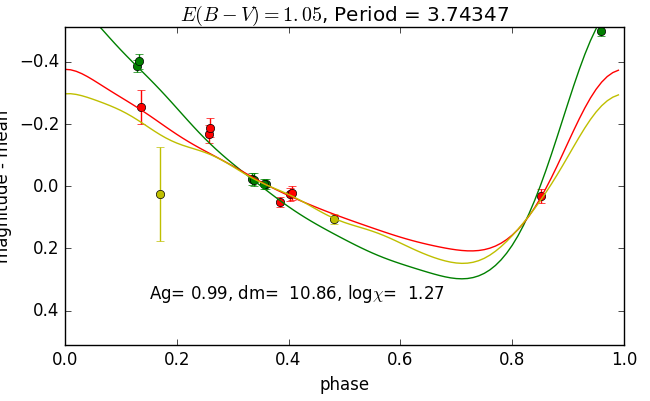 E(B − V) = 1.05, Period = 3.74347
magnitude - mean
−0.4
−0.2
0.0
0.2
0.4
Ag= 0.99, dm= 10.86, logχ= 1.27
0.0 0.2 0.4 0.6 0.8 1.0
phase